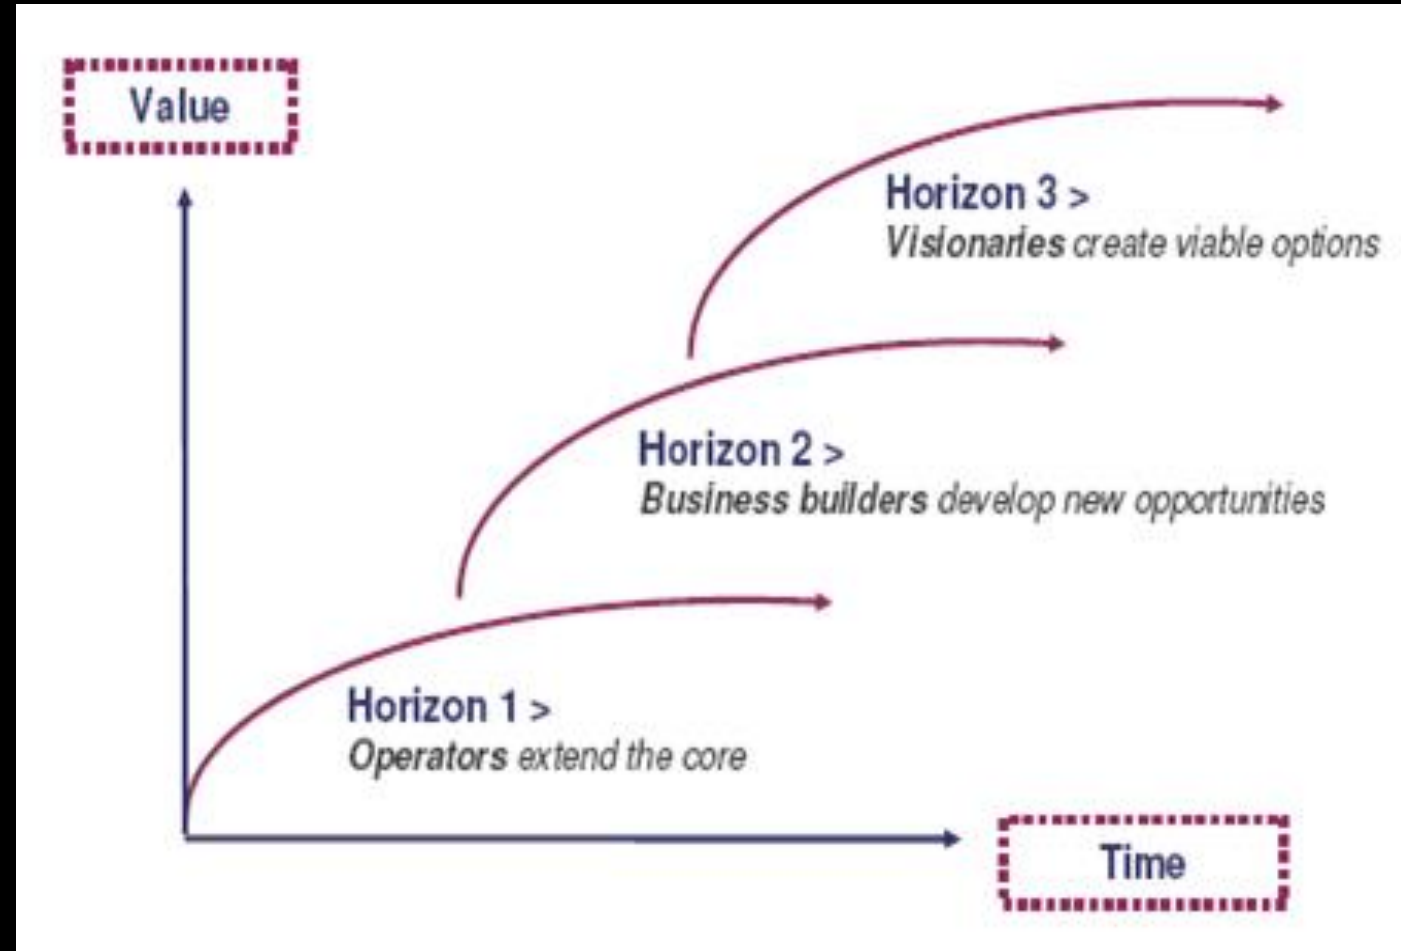 Value
Horizon 3 >
Visionaries create viable options
Horizon 2 >
Business builders develop new opportunities
Horizon 1 >
Operators extend the core
Time